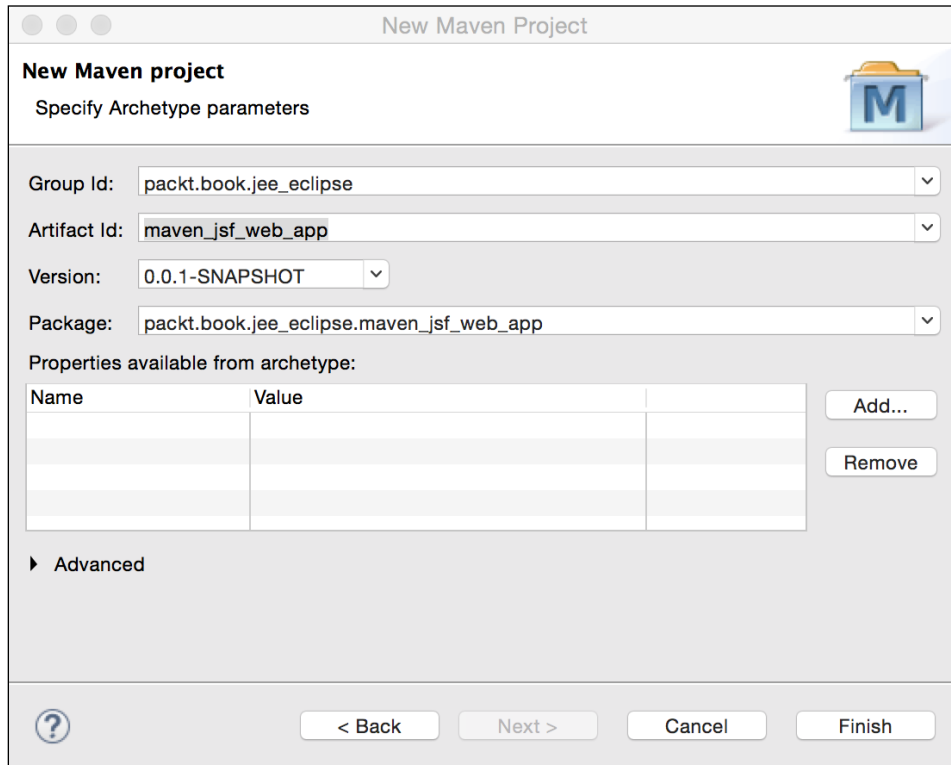 New Maven Project
New Maven project
Specify Archetype parameters
M
Group Id: packt.book.jee_eclipse
Artifact Id: maven_jsf_web_app
Version: 0.0.1-SNAPSHOT
Package: packt.book.jee_eclipse.maven_jsf_web_app
Properties available from archetype:
Name Value
Add...
Remove
Advanced
? < Back Next > Cancel Finish